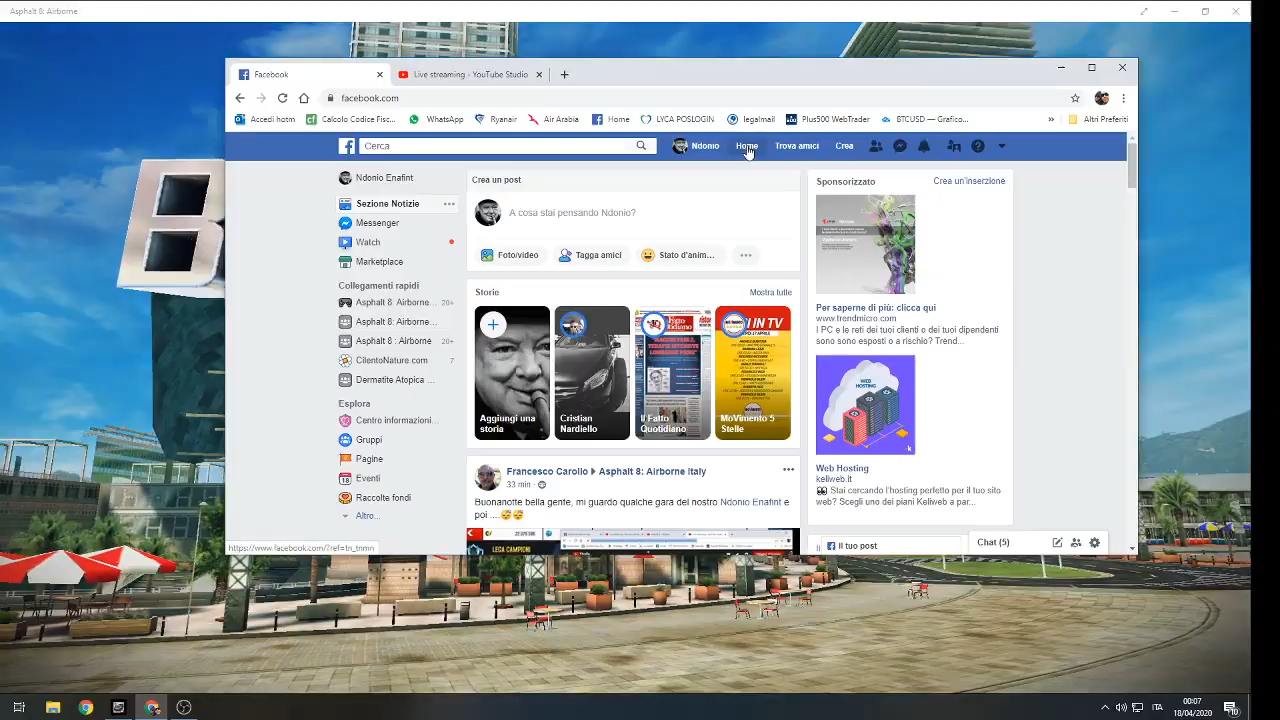 Asphalt 8: Airborne
Facebook
Live streaming - YouTube Studio
facebook.com
Accedi hotm
Calcolo Codice Fisc...
WhatsApp
Ryanair
Air Arabia
Home
LYCA POSLOGIN
legalmail
Plus500 WebTrader
BTCUSD — Grafico...
»
Altri Preferiti
Cerca
Ndonio
Home
Trova amici
Crea
Ndonio Enafint
Sezione Notizie
Messenger
Watch
Marketplace
Collegamenti rapidi
Asphalt 8: Airborne... 20+
Asphalt 8: Airborne...
Asphalt 8 : Airborne 20+
CilentoNature.com 7
Dermatite Atopica ...
Esplora
Centro informazioni...
Gruppi
Pagine
Eventi
Raccolte fondi
Altro...
Crea un post
A cosa stai pensando Ndonio?
Foto/video
Tagga amici
Stato d'anim...
Storie
Mostra tutte
Aggiungi una
storia
Cristian
Nardiello
Il Fatto
Quotidiano
MoVimento 5
Stelle
Francesco Carollo
Asphalt 8: Airborne Italy
33 min
Buonanotte bella gente, mi guardo qualche gara del nostro Ndonio Enafint e
poi ....
LEGA CAMPIONI
Sponsorizzato
Crea un'inserzione
Per saperne di più: clicca qui
www.trendmicro.com
I PC e le reti dei tuoi clienti o dei tuoi dipendenti
sono sono esposti o a rischio? Trend...
WEB
HOSTING
Web Hosting
keliweb.it
Stai cercando l'hosting perfetto per il tuo sito
web? Scegli uno dei piani Keliweb a par...
Il tuo post
Chat (5)
https://www.facebook.com/?ref=tn_tnmn
ITA
00:07
18/04/2020